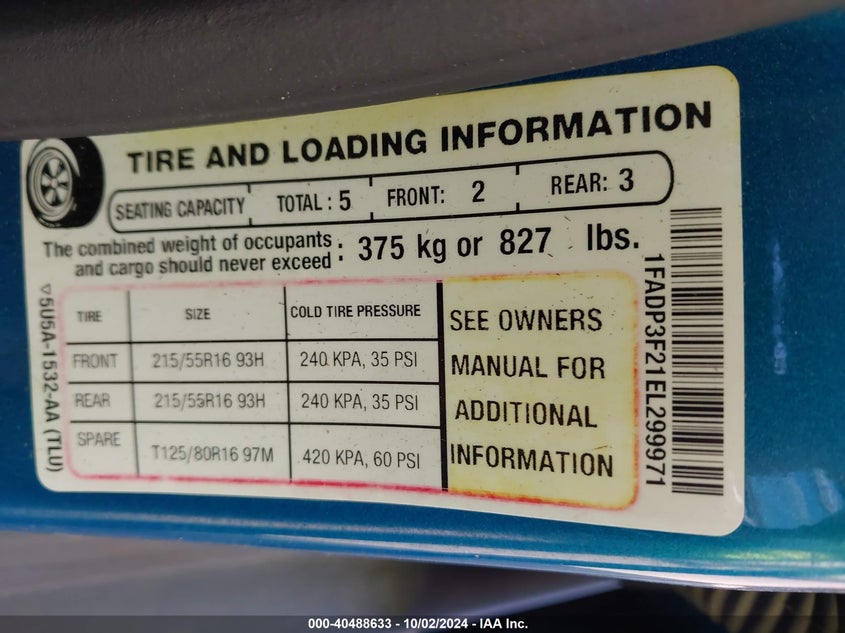 TIRE AND LOADING INFORMATION
SEATING CAPACITY TOTAL : 5 FRONT: 2 REAR: 3
The combined weight of occupants
and cargo should never exceed : 375 kg or 827 lbs.
TIRE SIZE COLD TIRE PRESSURE
FRONT 215/55R16 93H 240 KPA, 35 PSI
REAR 215/55R16 93H 240 KPA, 35 PSI
SPARE T125/80R16 97M 420 KPA, 60 PSI
SEE OWNERS
MANUAL FOR
ADDITIONAL
INFORMATION
5U5A-1532-AA (TLU)
1FADP3F21EL299971
000-40488633 - 10/02/2024 - IAA Inc.